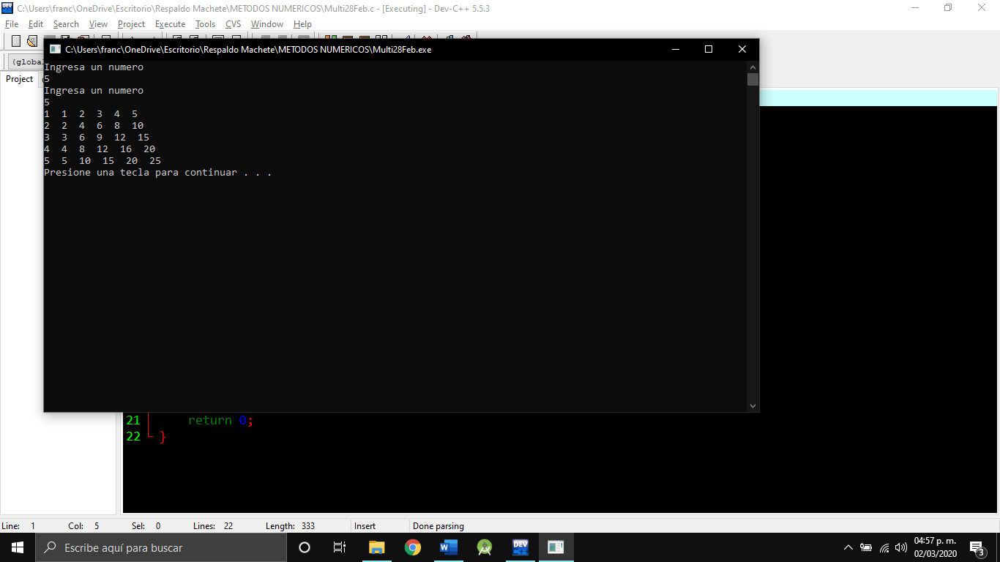 C:\Users\franc\OneDrive\Escritorio\Respaldo Machete\METODOS NUMERICOS\Multi28Feb.c - [Executing] - Dev-C++ 5.5.3
File Edit Search View Project Execute Tools CVS Window Help
C:\Users\franc\OneDrive\Escritorio\Respaldo Machete\METODOS NUMERICOS\Multi28Feb.exe
Project
Ingresa un numero
5
Ingresa un numero
5
1 1 2 3 4 5
2 2 4 6 8 10
3 3 6 9 12 15
4 4 8 12 16 20
5 5 10 15 20 25
Presione una tecla para continuar . . .
21 return 0;
22 }
Line: 1 Col: 5 Sel: 0 Lines: 22 Length: 333 Insert Done parsing
Escribe aquí para buscar
DEV
04:57 p. m.
02/03/2020
3